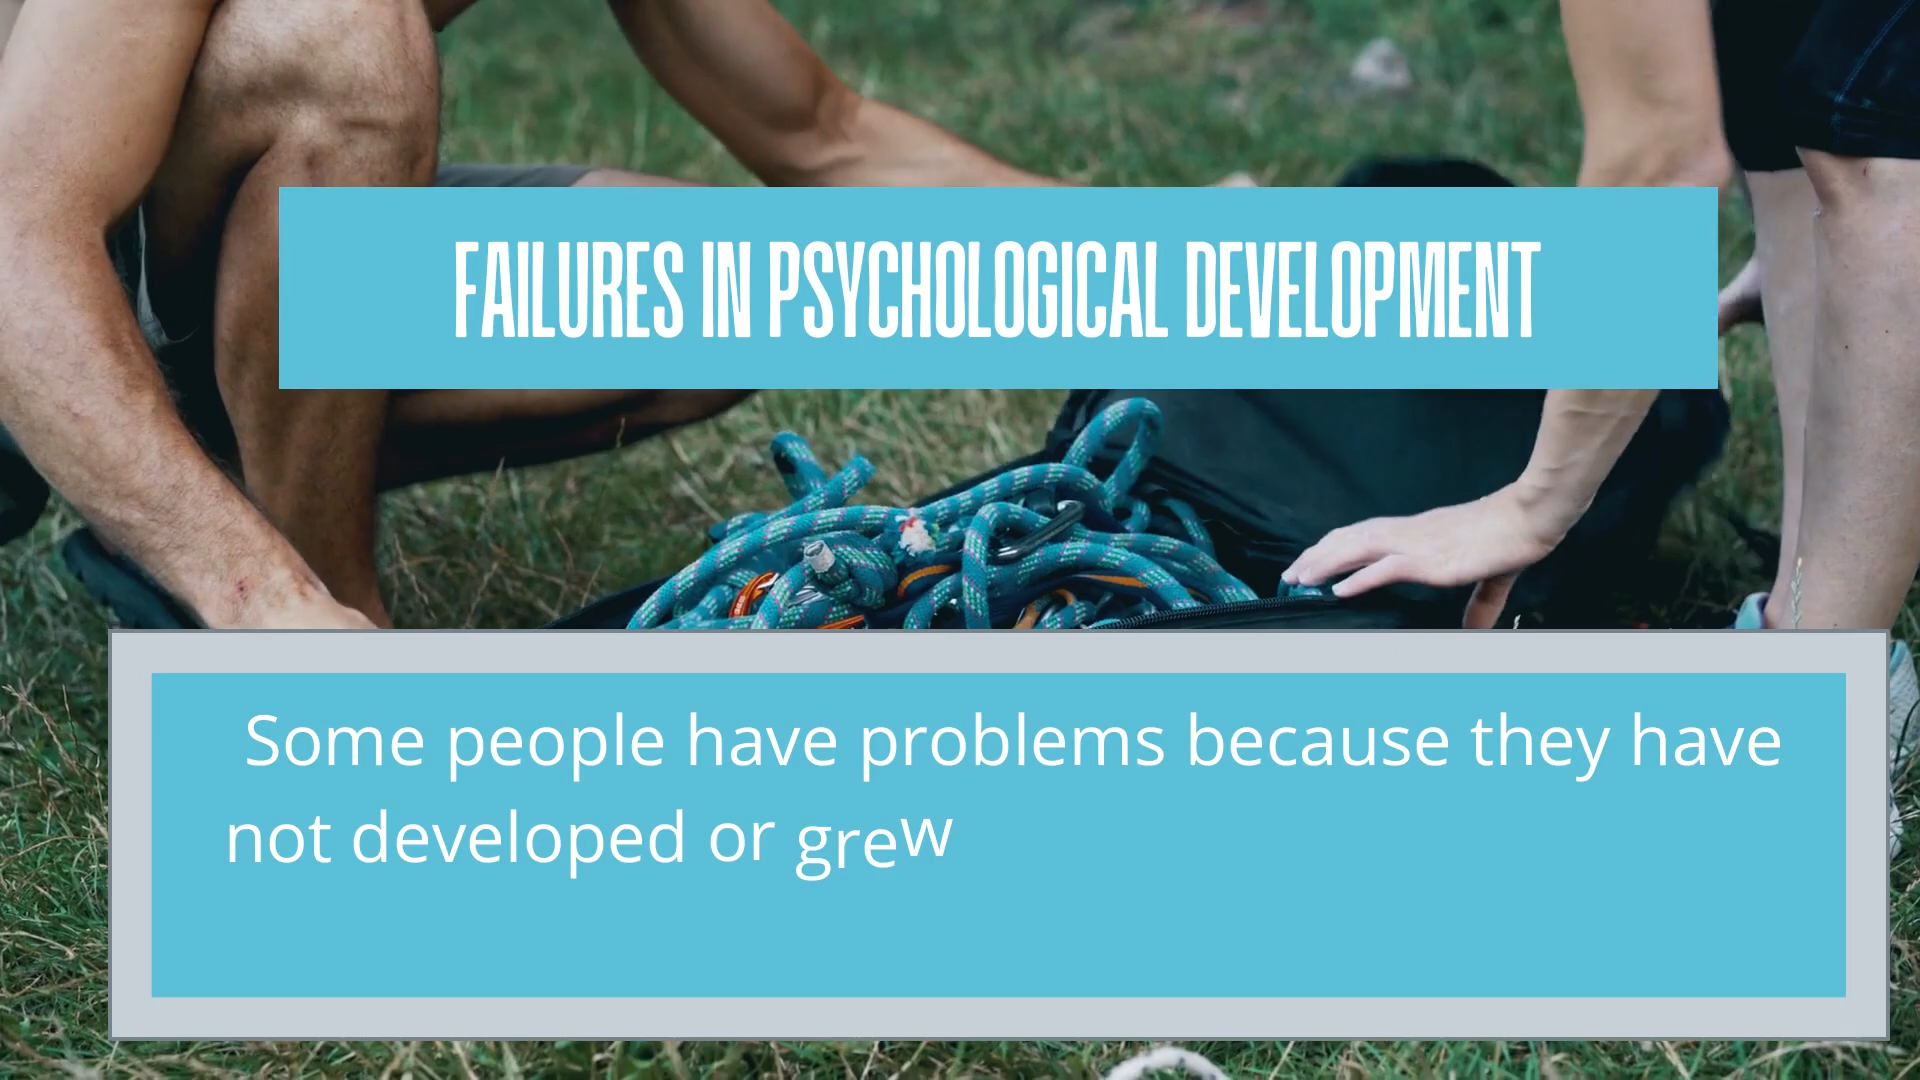 FAILURES IN PSYCHOLOGICAL DEVELOPMENT
Some people have problems because they have
not developed or grew